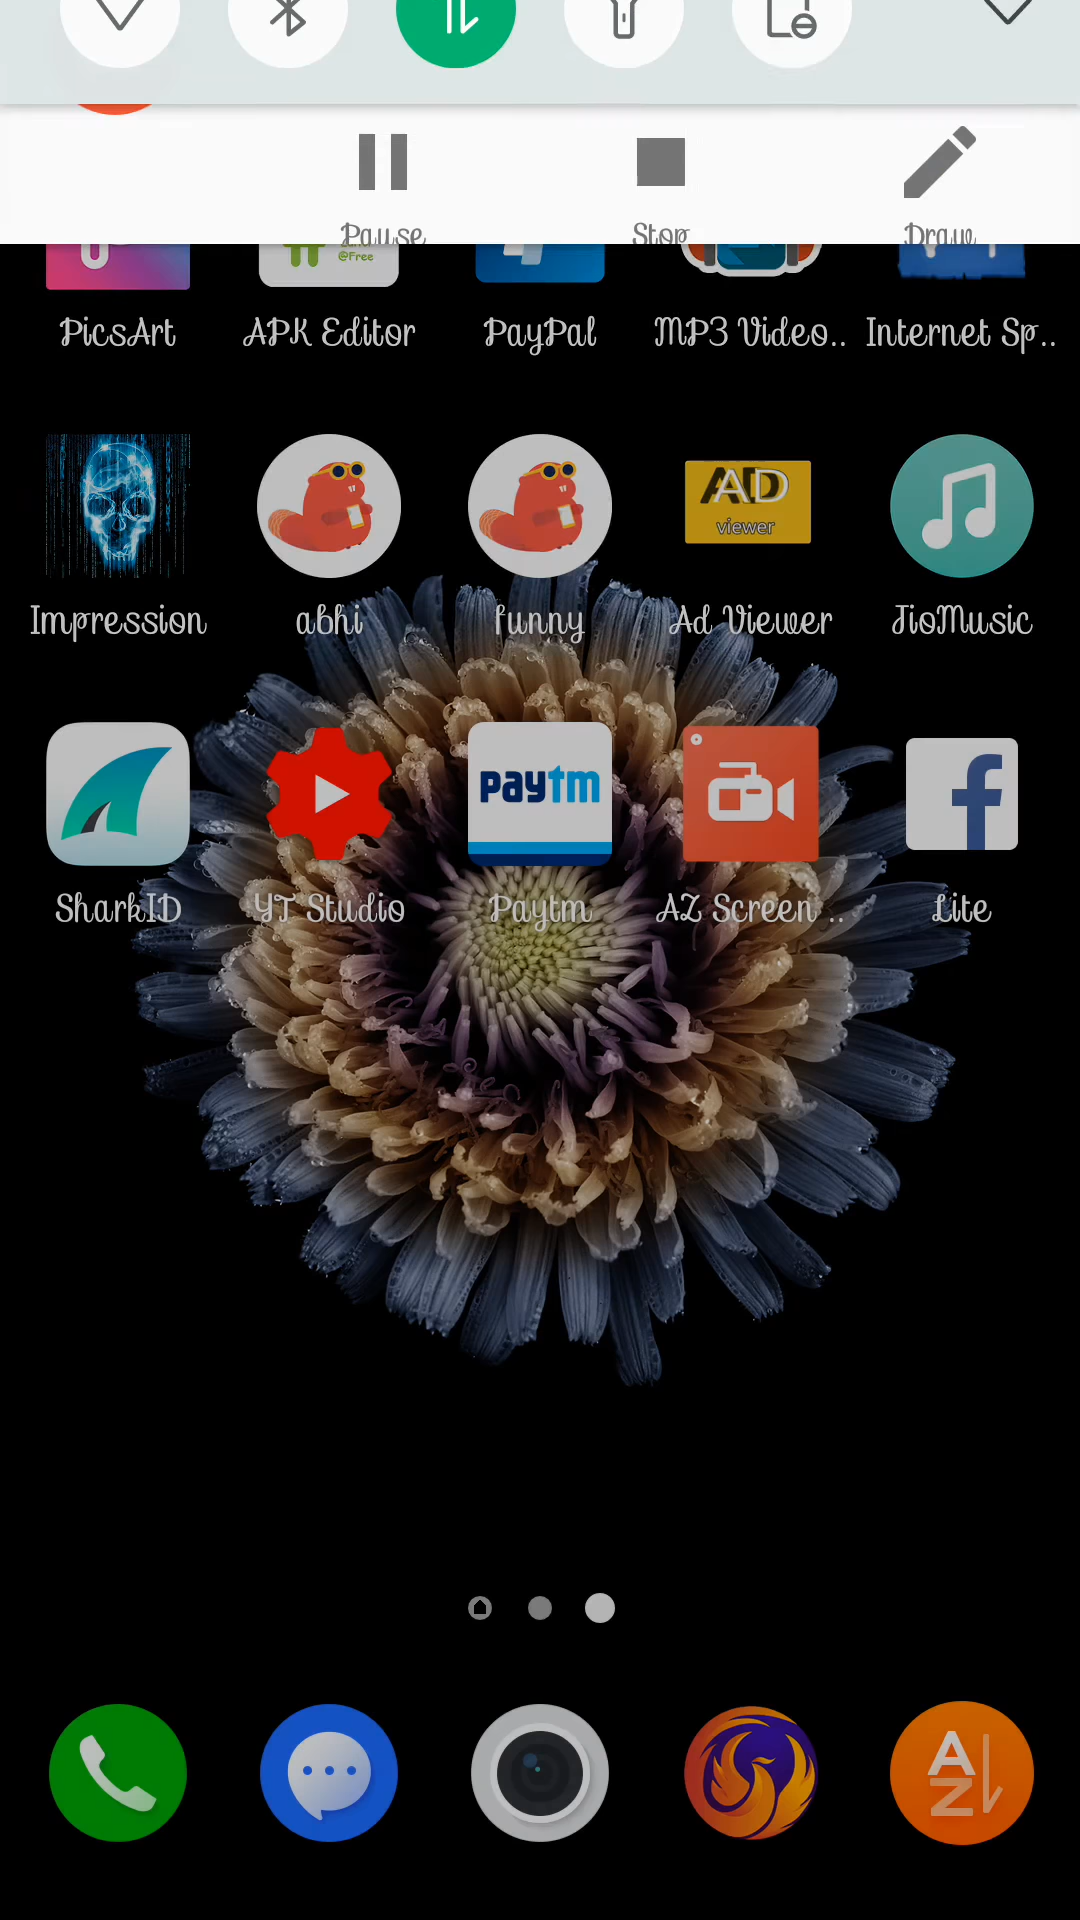 Pause Stop Draw
@Free
PicsArt APK Editor PayPal MP3 Video.. Internet Sp..
AD
viewer
Impression abhi funny Ad Viewer JioMusic
paytm
SharkID YT Studio Paytm AZ Screen .. Lite
A
Z